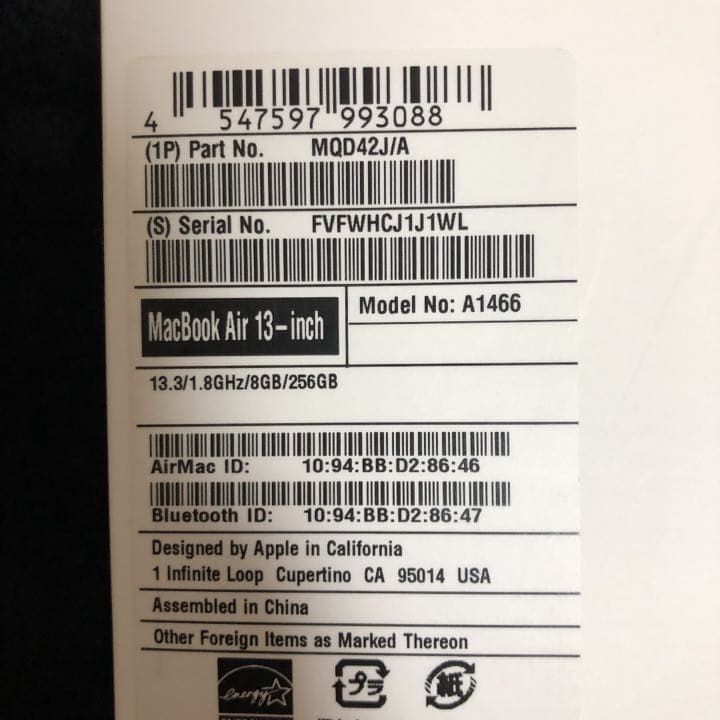 4 547597 993088
(1P) Part No. MQD42J/A
(S) Serial No. FVFWHCJ1J1WL
MacBook Air 13-inch
Model No: A1466
13.3/1.8GHz/8GB/256GB
AirMac ID: 10:94:BB:D2:86:46
Bluetooth ID: 10:94:BB:D2:86:47
Designed by Apple in California
1 Infinite Loop Cupertino CA 95014 USA
Assembled in China
Other Foreign Items as Marked Thereon
energy
プラ
紙